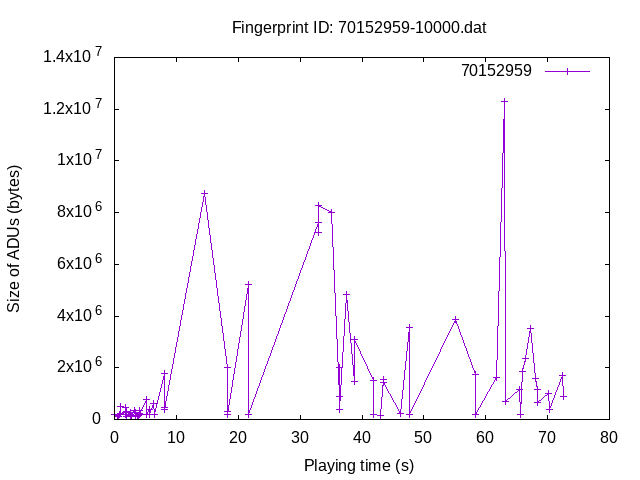 Fingerprint ID: 70152959-10000.dat
1.4x10^7
70152959
1.2x10^7
1x10^7
8x10^6
6x10^6
4x10^6
2x10^6
0
Size of ADUs (bytes)
0 10 20 30 40 50 60 70 80
Playing time (s)